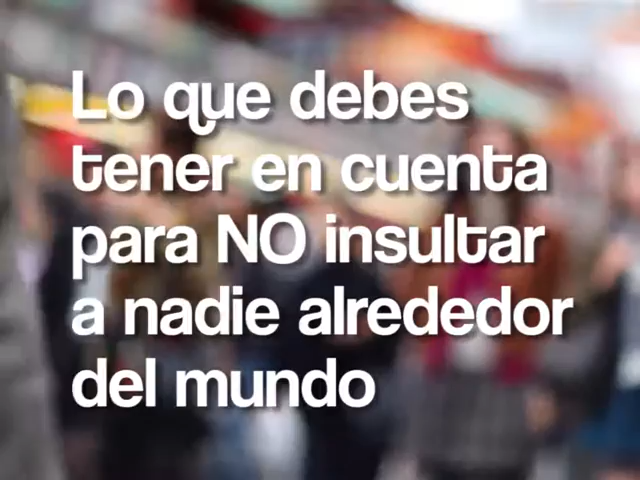 Lo que debes
tener en cuenta
para NO insultar
a nadie alrededor
del mundo